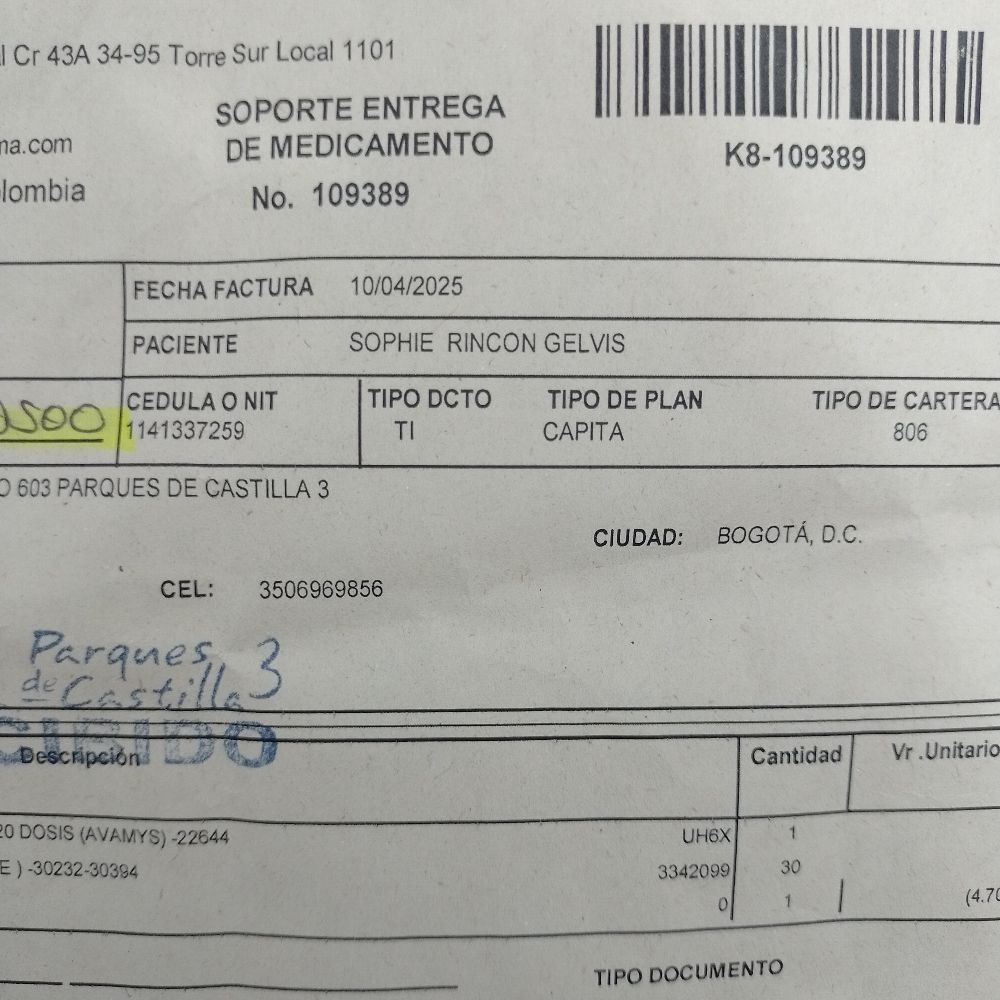 Cr 43A 34-95 Torre Sur Local 1101
SOPORTE ENTREGA
DE MEDICAMENTO
No. 109389
K8-109389
FECHA FACTURA 10/04/2025
PACIENTE SOPHIE RINCON GELVIS
CEDULA O NIT TIPO DCTO TIPO DE PLAN TIPO DE CARTERA
1141337259 TI CAPITA 806
603 PARQUES DE CASTILLA 3
CIUDAD: BOGOTÁ, D.C.
CEL: 3506969856
Parques 3
de Castilla
Descripción Cantidad Vr .Unitario
DOSIS (AVAMYS) -22644 UH6X 1
E ) -30232-30394 3342099 30
0 1 (4.70
TIPO DOCUMENTO